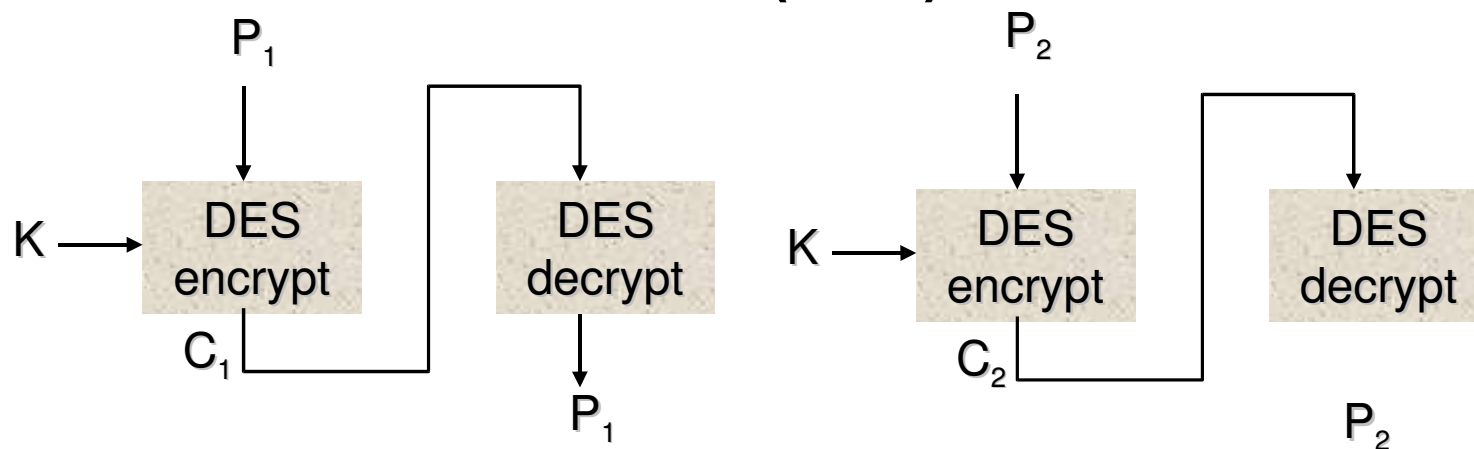 P₁
K
DES
encrypt
DES
decrypt
C₁
P₁
P₂
K
DES
encrypt
DES
decrypt
C₂
P₂